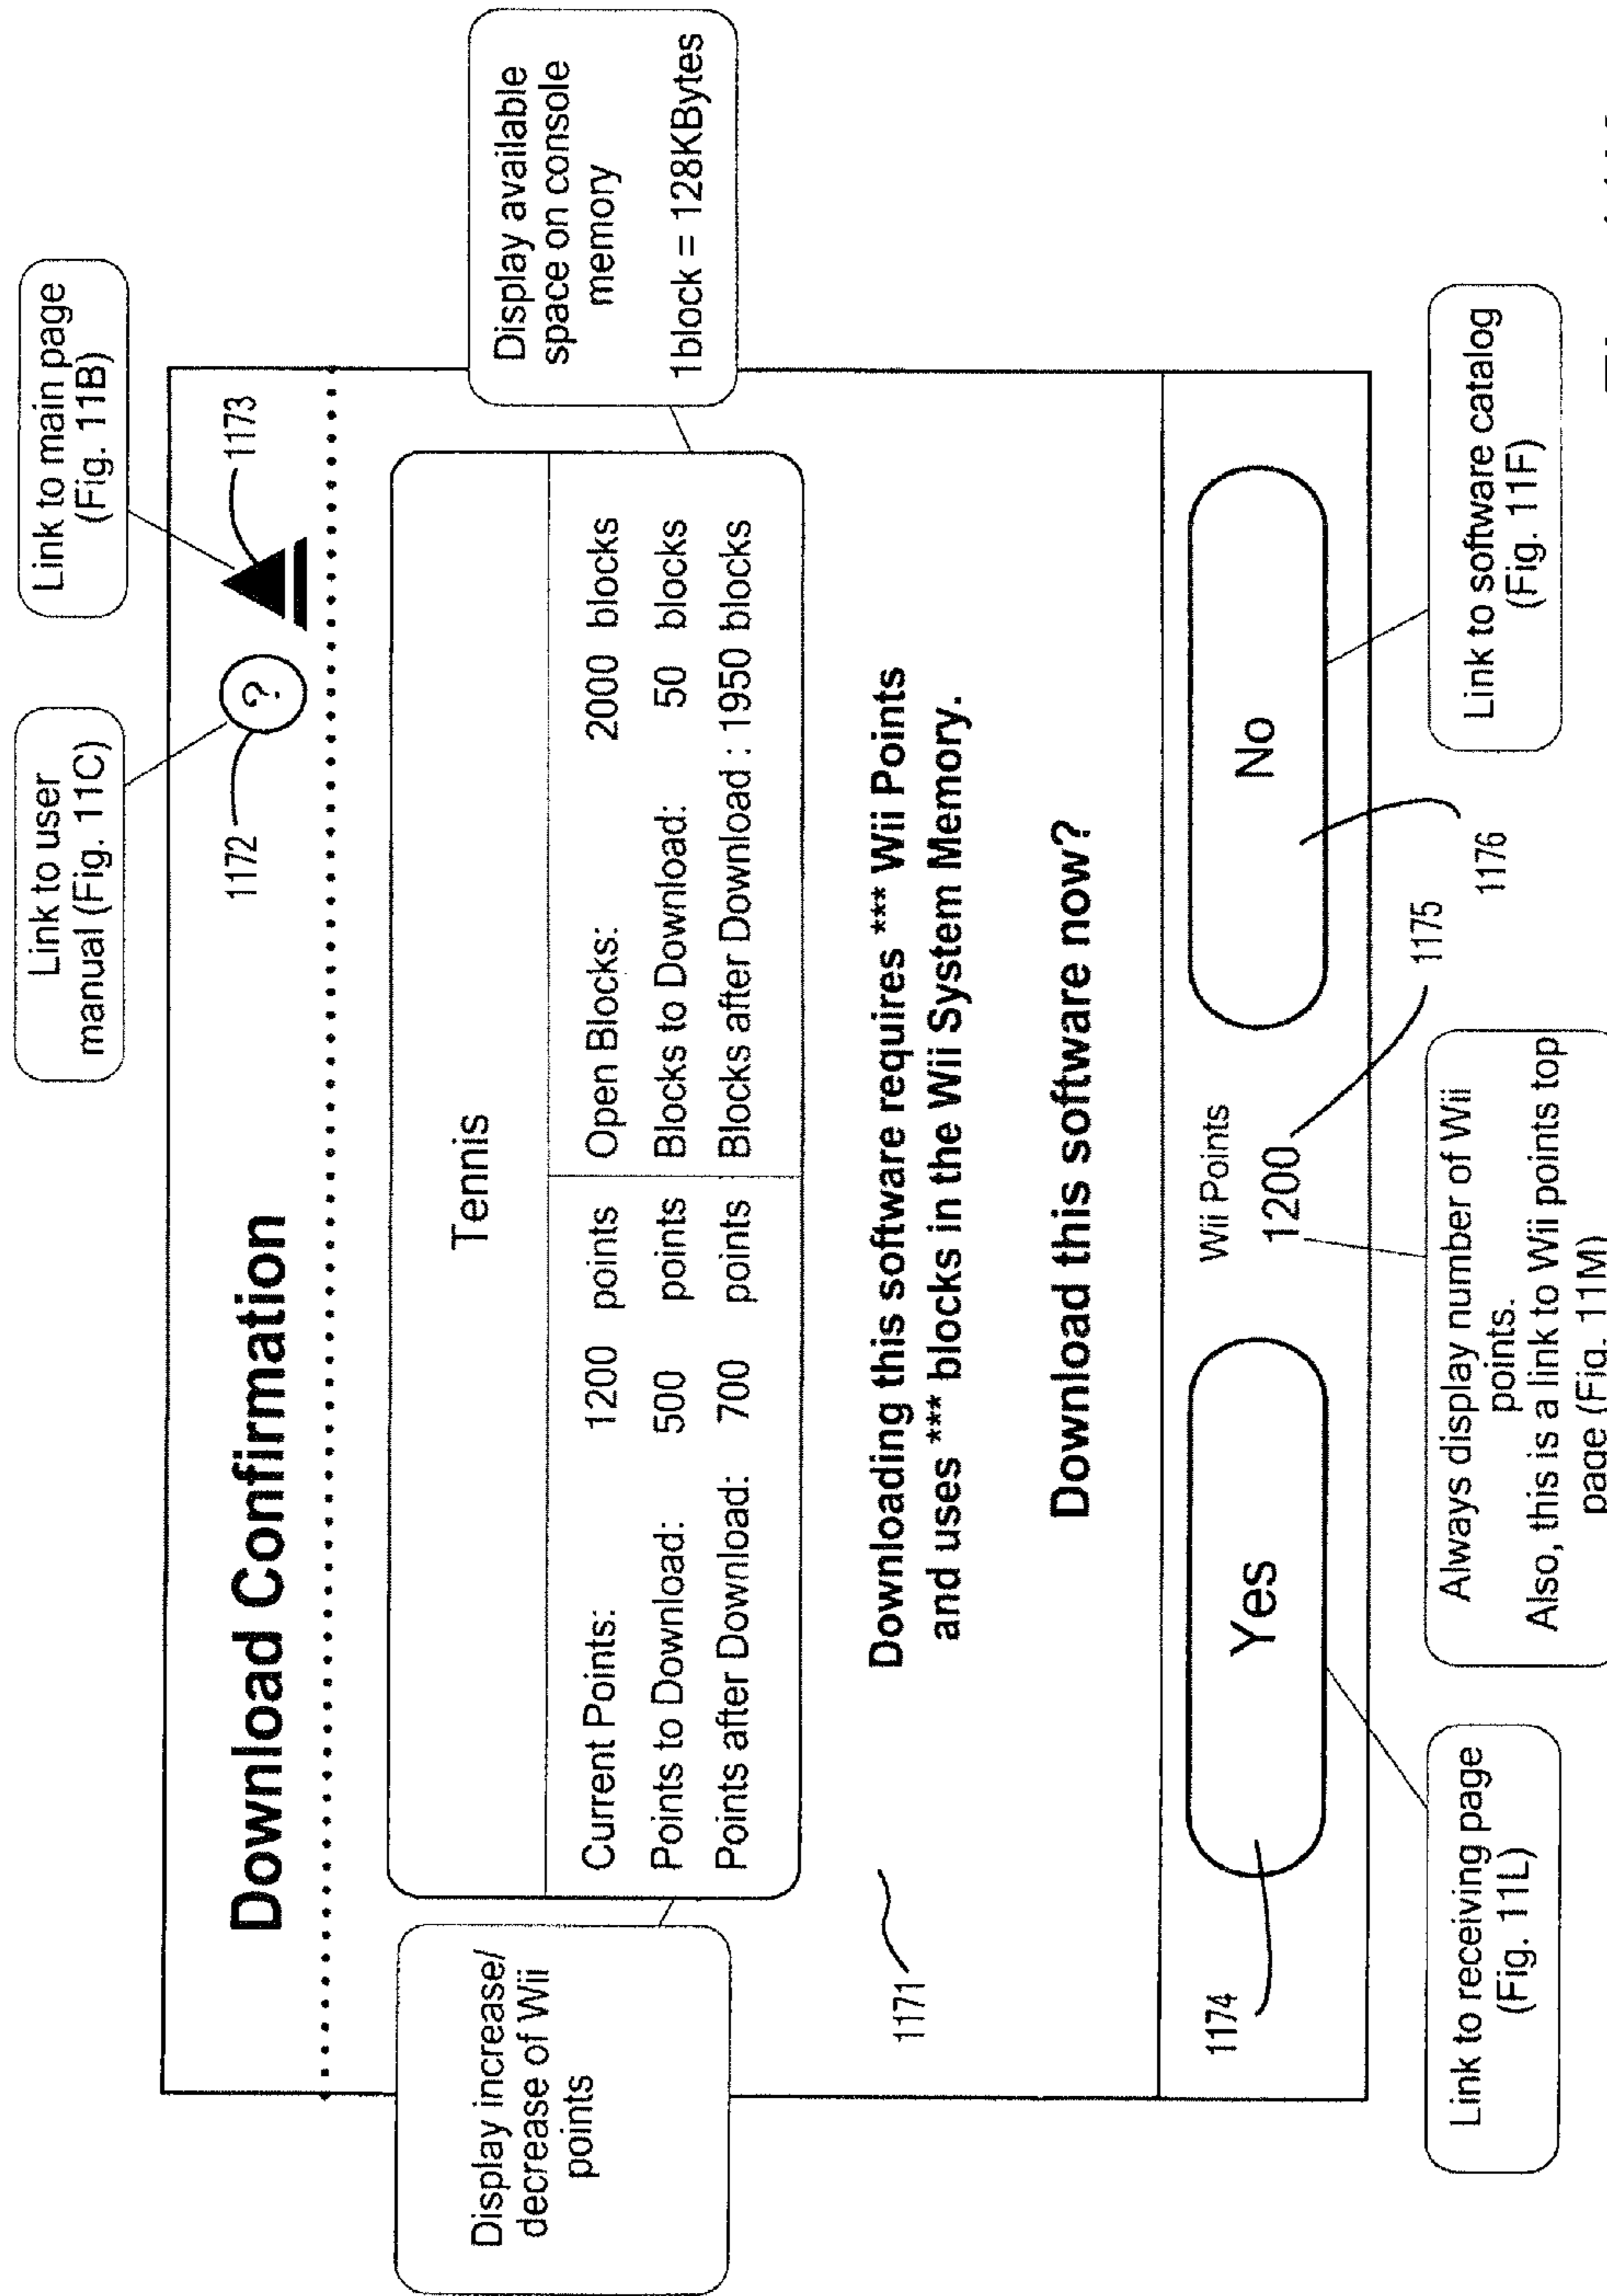 Link to user
manual (Fig. 11C)
Link to main page
(Fig. 11B)
Download Confirmation
?
1172
1173
Display increase/
decrease of Wii
points
Display available
space on console
memory
1block = 128KBytes
Tennis
Current Points: 1200 points Open Blocks: 2000 blocks
Points to Download: 500 points Blocks to Download: 50 blocks
Points after Download: 700 points Blocks after Download : 1950 blocks
1171
Downloading this software requires *** Wii Points
and uses *** blocks in the Wii System Memory.
Download this software now?
1174
Yes
Wii Points
1200
No
1175
1176
Link to receiving page
(Fig. 11L)
Always display number of Wii
points.
Also, this is a link to Wii points top
page (Fig. 11M)
Link to software catalog
(Fig. 11F)